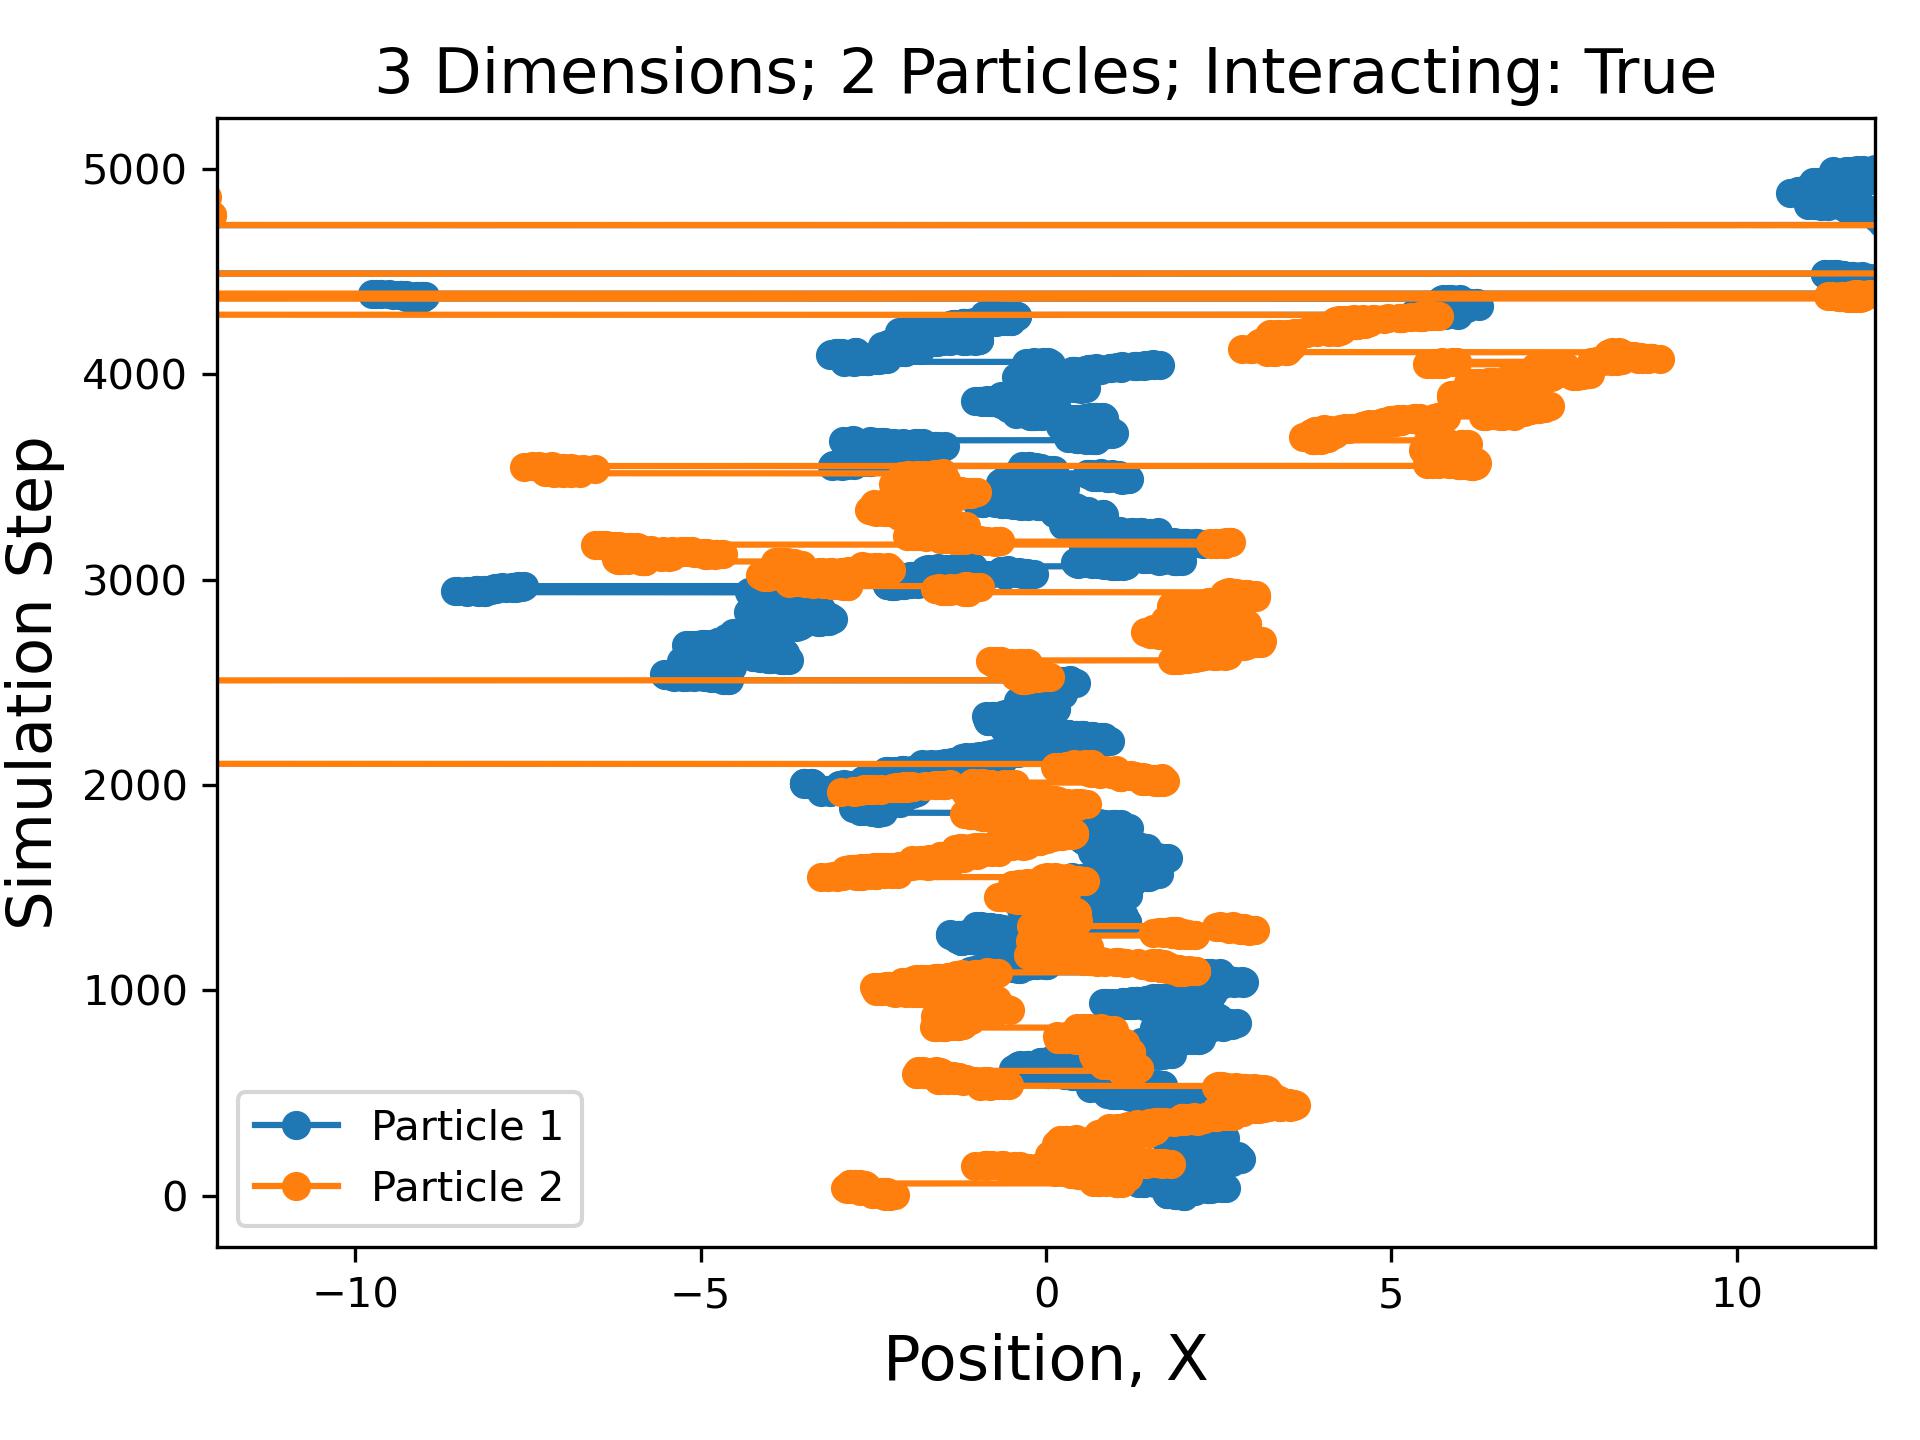 3 Dimensions; 2 Particles; Interacting: True
Simulation Step
5000
4000
3000
2000
1000
0
Particle 1
Particle 2
−10
−5
0
5
10
Position, X